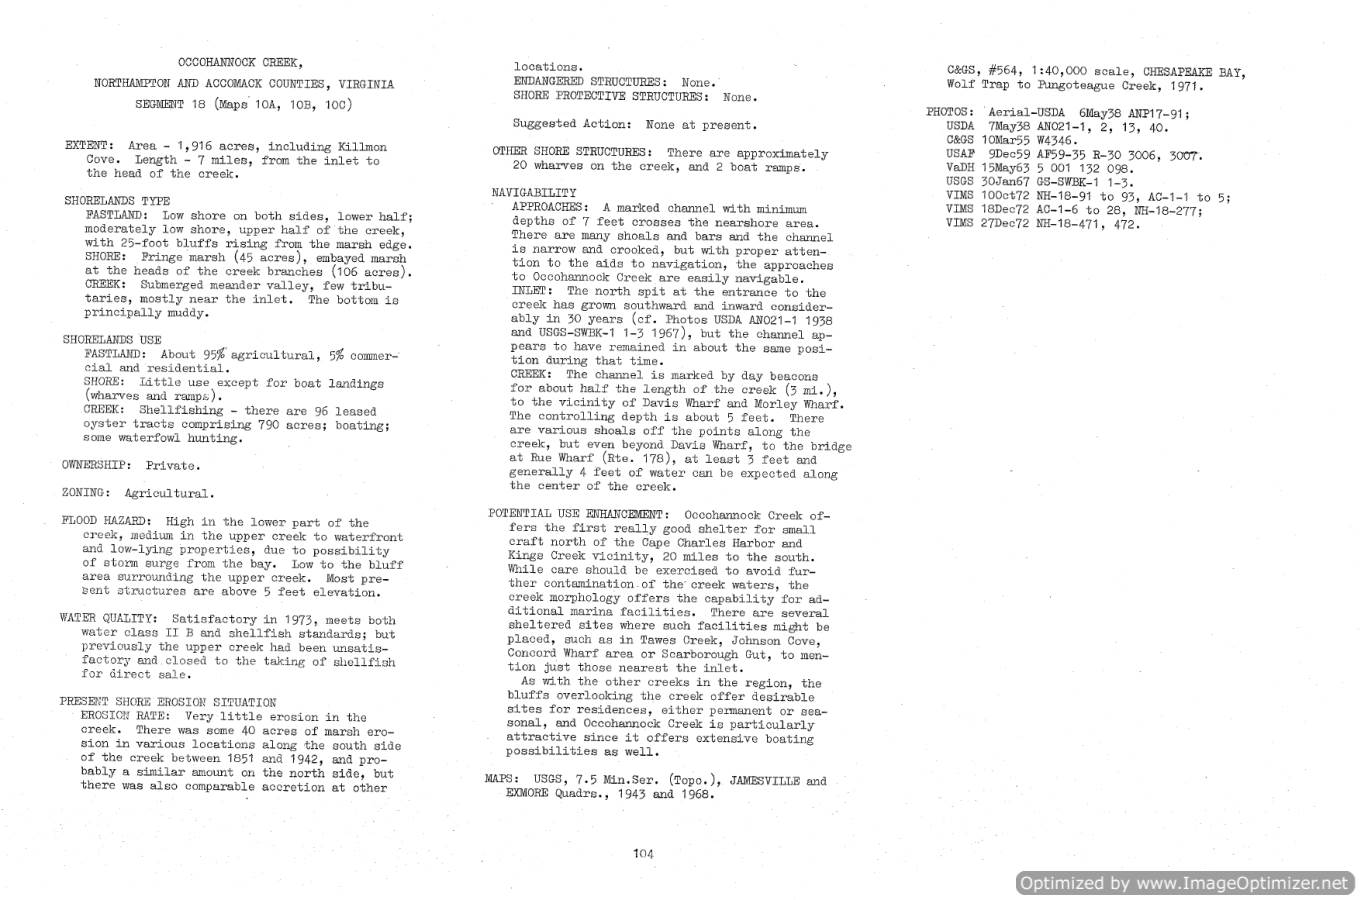 OCCOHANNOCK CREEK,
NORTHAMPTON AND ACCOMACK COUNTIES, VIRGINIA
SEGMENT 18 (Maps 10A, 10B, 10C)
EXTENT: Area - 1,916 acres, including Killmon
Cove. Length - 7 miles, from the inlet to
the head of the creek.
SHORELANDS TYPE
FASTLAND: Low shore on both sides, lower half;
moderately low shore, upper half of the creek,
with 25-foot bluffs rising from the marsh edge.
SHORE: Fringe marsh (45 acres), embayed marsh
at the heads of the creek branches (106 acres).
CREEK: Submerged meander valley, few tribu-
taries, mostly near the inlet. The bottom is
principally muddy.
SHORELANDS USE
FASTLAND: About 95% agricultural, 5% commer-
cial and residential.
SHORE: Little use except for boat landings
(wharves and ramps).
CREEK: Shellfishing - there are 96 leased
oyster tracts comprising 790 acres; boating;
some waterfowl hunting.
OWNERSHIP: Private.
ZONING: Agricultural.
FLOOD HAZARD: High in the lower part of the
creek, medium in the upper creek to waterfront
and low-lying properties, due to possibility
of storm surge from the bay. Low to the bluff
area surrounding the upper creek. Most pre-
sent structures are above 5 feet elevation.
WATER QUALITY: Satisfactory in 1973, meets both
water class II B and shellfish standards; but
previously the upper creek had been unsatis-
factory and closed to the taking of shellfish
for direct sale.
PRESENT SHORE EROSION SITUATION
EROSION RATE: Very little erosion in the
creek. There was some 40 acres of marsh ero-
sion in various locations along the south side
of the creek between 1851 and 1942, and pro-
bably a similar amount on the north side, but
there was also comparable accretion at other
locations.
ENDANGERED STRUCTURES: None.
SHORE PROTECTIVE STRUCTURES: None.
Suggested Action: None at present.
OTHER SHORE STRUCTURES: There are approximately
20 wharves on the creek, and 2 boat ramps.
NAVIGABILITY
APPROACHES: A marked channel with minimum
depths of 7 feet crosses the nearshore area.
There are many shoals and bars and the channel
is narrow and crooked, but with proper atten-
tion to the aids to navigation, the approaches
to Occohannock Creek are easily navigable.
INLET: The north spit at the entrance to the
creek has grown southward and inward consider-
ably in 30 years (cf. Photos USDA ANO21-1 1938
and USGS-SWBK-1 1-3 1967), but the channel ap-
pears to have remained in about the same posi-
tion during that time.
CREEK: The channel is marked by day beacons
for about half the length of the creek (3 mi.),
to the vicinity of Davis Wharf and Morley Wharf.
The controlling depth is about 5 feet. There
are various shoals off the points along the
creek, but even beyond Davis Wharf, to the bridge
at Rue Wharf (Rte. 178), at least 3 feet and
generally 4 feet of water can be expected along
the center of the creek.
POTENTIAL USE ENHANCEMENT: Occohannock Creek of-
fers the first really good shelter for small
craft north of the Cape Charles Harbor and
Kings Creek vicinity, 20 miles to the south.
While care should be exercised to avoid fur-
ther contamination of the creek waters, the
creek morphology offers the capability for ad-
ditional marina facilities. There are several
sheltered sites where such facilities might be
placed, such as in Tawes Creek, Johnson Cove,
Concord Wharf area or Scarborough Gut, to men-
tion just those nearest the inlet.
As with the other creeks in the region, the
bluffs overlooking the creek offer desirable
sites for residences, either permanent or sea-
sonal, and Occohannock Creek is particularly
attractive since it offers extensive boating
possibilities as well.
MAPS: USGS, 7.5 Min.Ser. (Topo.), JAMESVILLE and
EXMORE Quadrs., 1943 and 1968.
C&GS, #564, 1:40,000 scale, CHESAPEAKE BAY,
Wolf Trap to Pungoteague Creek, 1971.
PHOTOS: Aerial-USDA 6May38 ANP17-91;
USDA 7May38 ANO21-1, 2, 13, 40.
C&GS 10Mar55 W4346.
USAF 9Dec59 AF59-35 R-30 3006, 3007.
VaDH 15May63 5 001 132 098.
USGS 30Jan67 GS-SWBK-1 1-3.
VIMS 10Oct72 NH-18-91 to 93, AC-1-1 to 5;
VIMS 18Dec72 AC-1-6 to 28, NH-18-277;
VIMS 27Dec72 NH-18-471, 472.
104
Optimized by www.ImageOptimizer.net